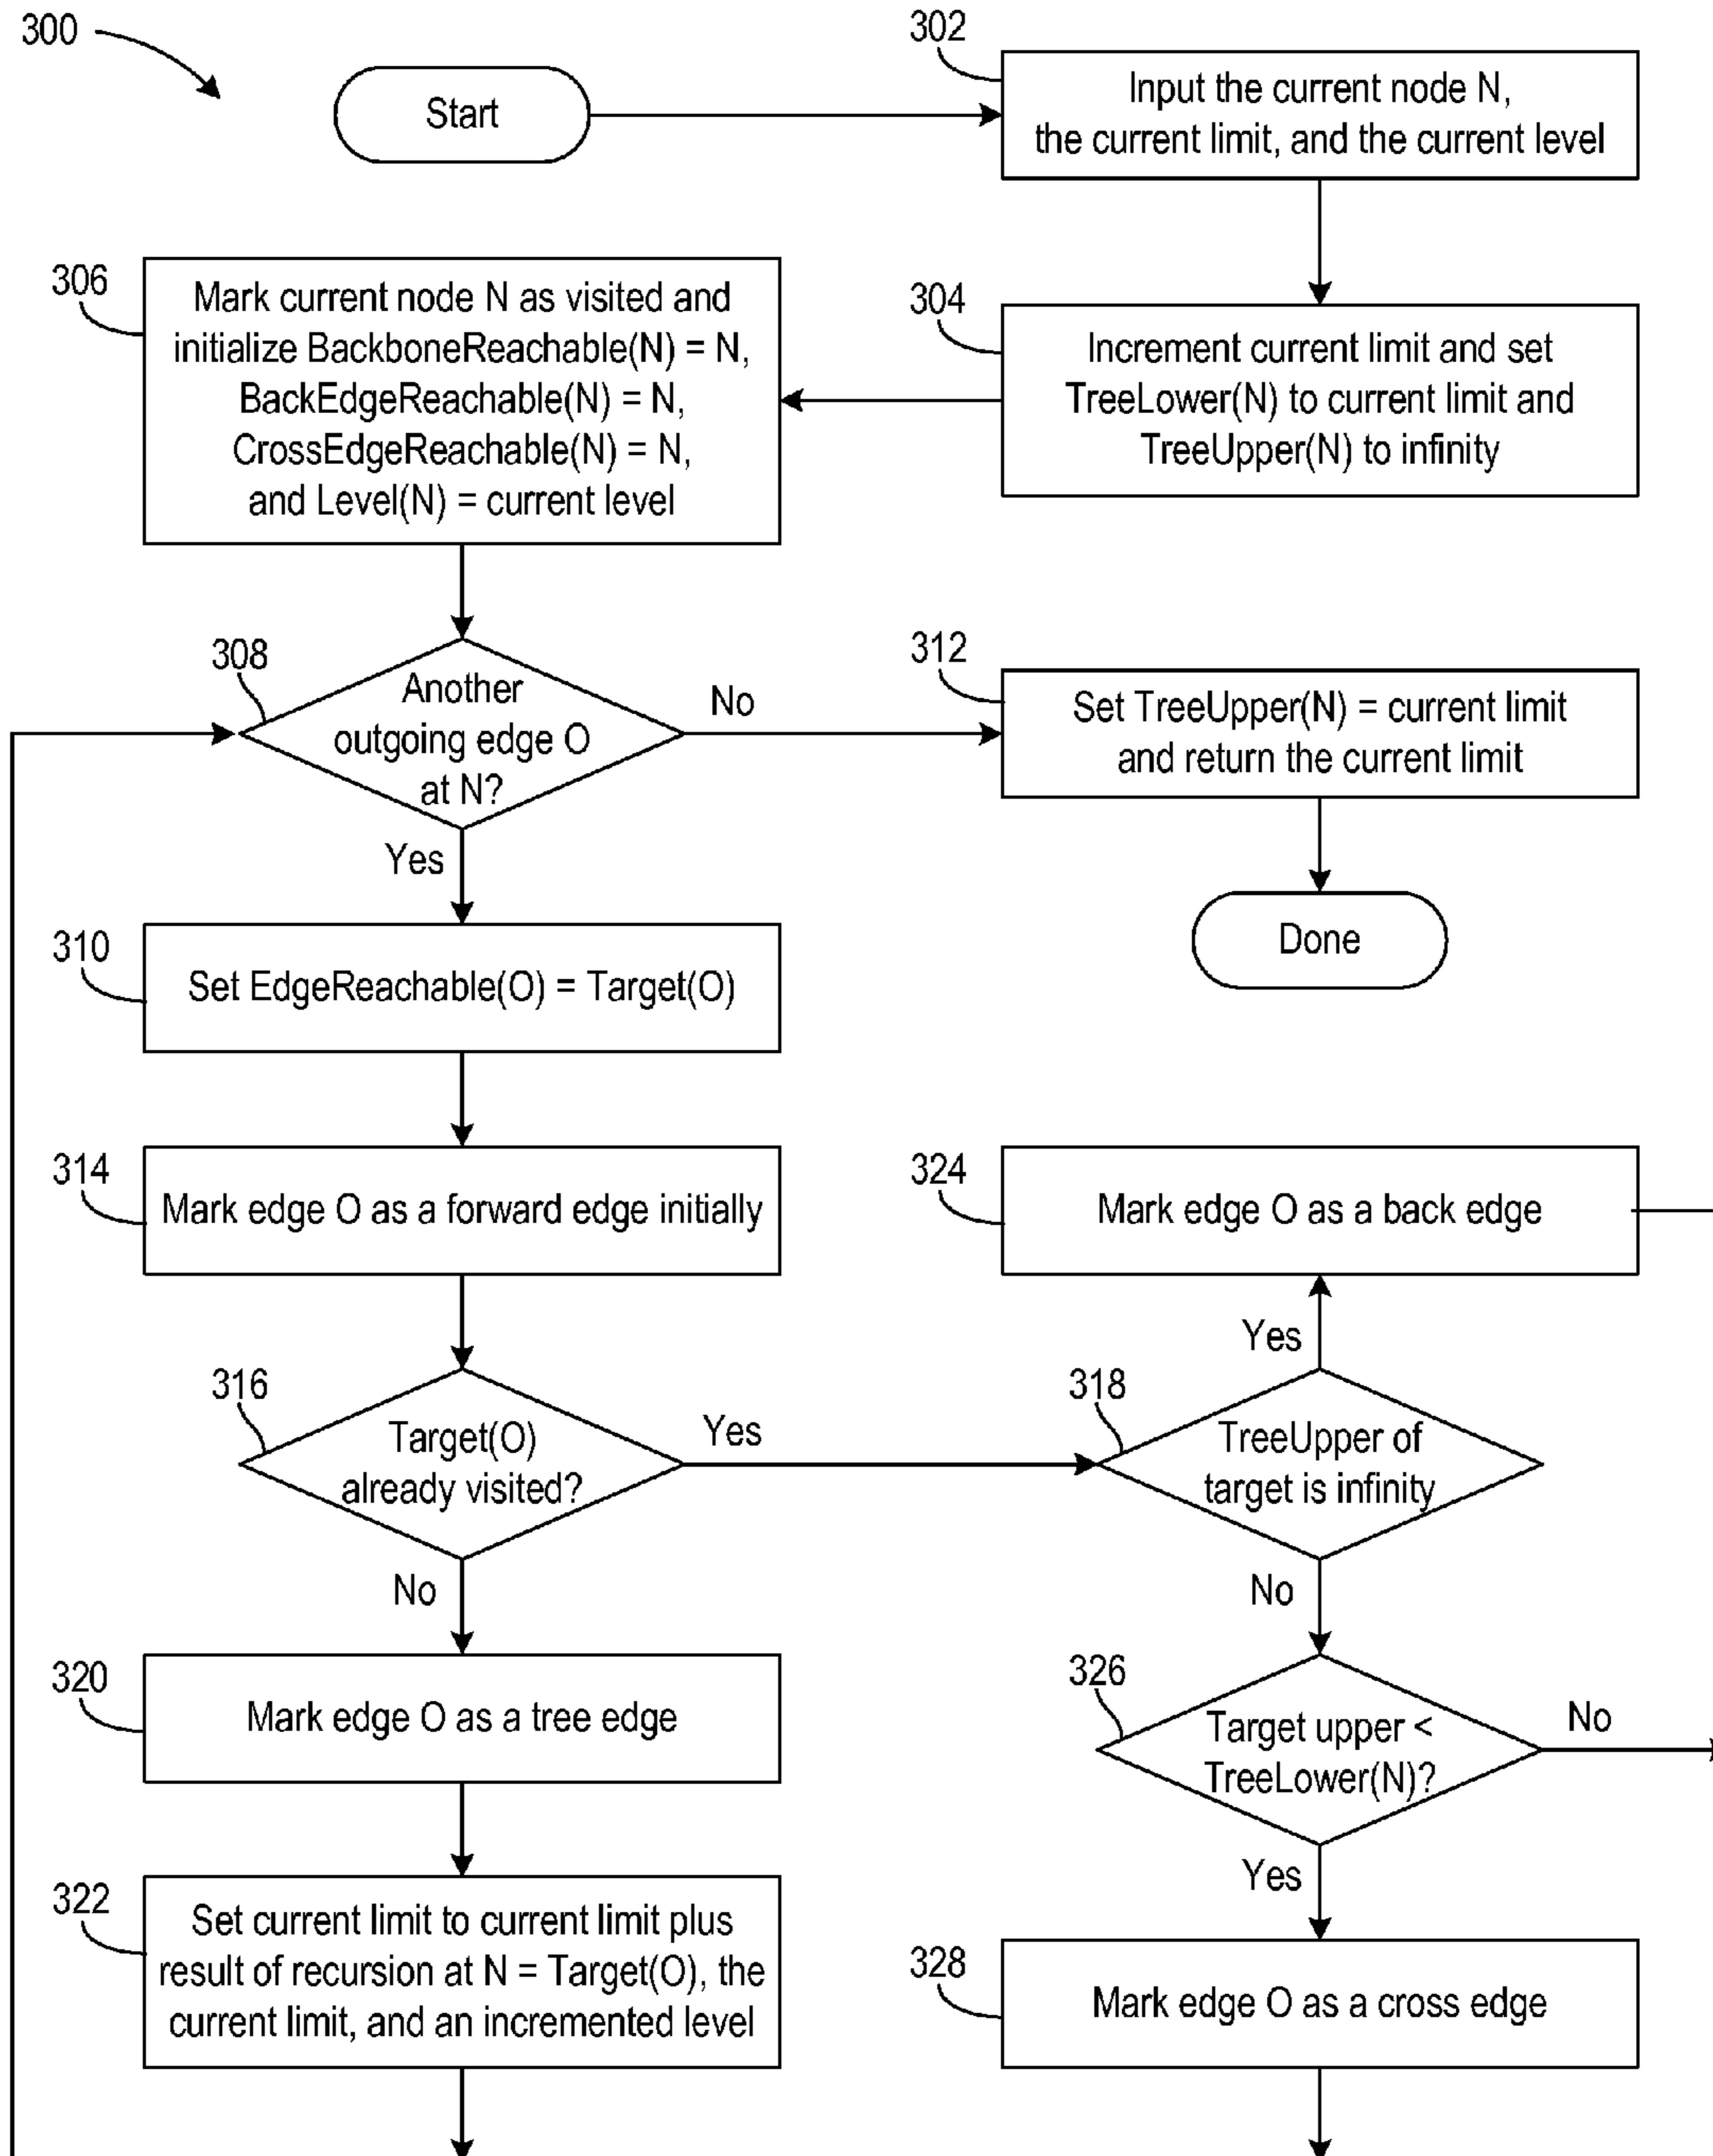 300
Start
302
Input the current node N,
the current limit, and the current level
304
Increment current limit and set
TreeLower(N) to current limit and
TreeUpper(N) to infinity
306
Mark current node N as visited and
initialize BackboneReachable(N) = N,
BackEdgeReachable(N) = N,
CrossEdgeReachable(N) = N,
and Level(N) = current level
308
Another
outgoing edge O
at N?
No
Yes
312
Set TreeUpper(N) = current limit
and return the current limit
Done
310
Set EdgeReachable(O) = Target(O)
314
Mark edge O as a forward edge initially
324
Mark edge O as a back edge
316
Target(O)
already visited?
Yes
No
318
TreeUpper of
target is infinity
Yes
No
320
Mark edge O as a tree edge
326
Target upper <
TreeLower(N)?
No
Yes
322
Set current limit to current limit plus
result of recursion at N = Target(O), the
current limit, and an incremented level
328
Mark edge O as a cross edge